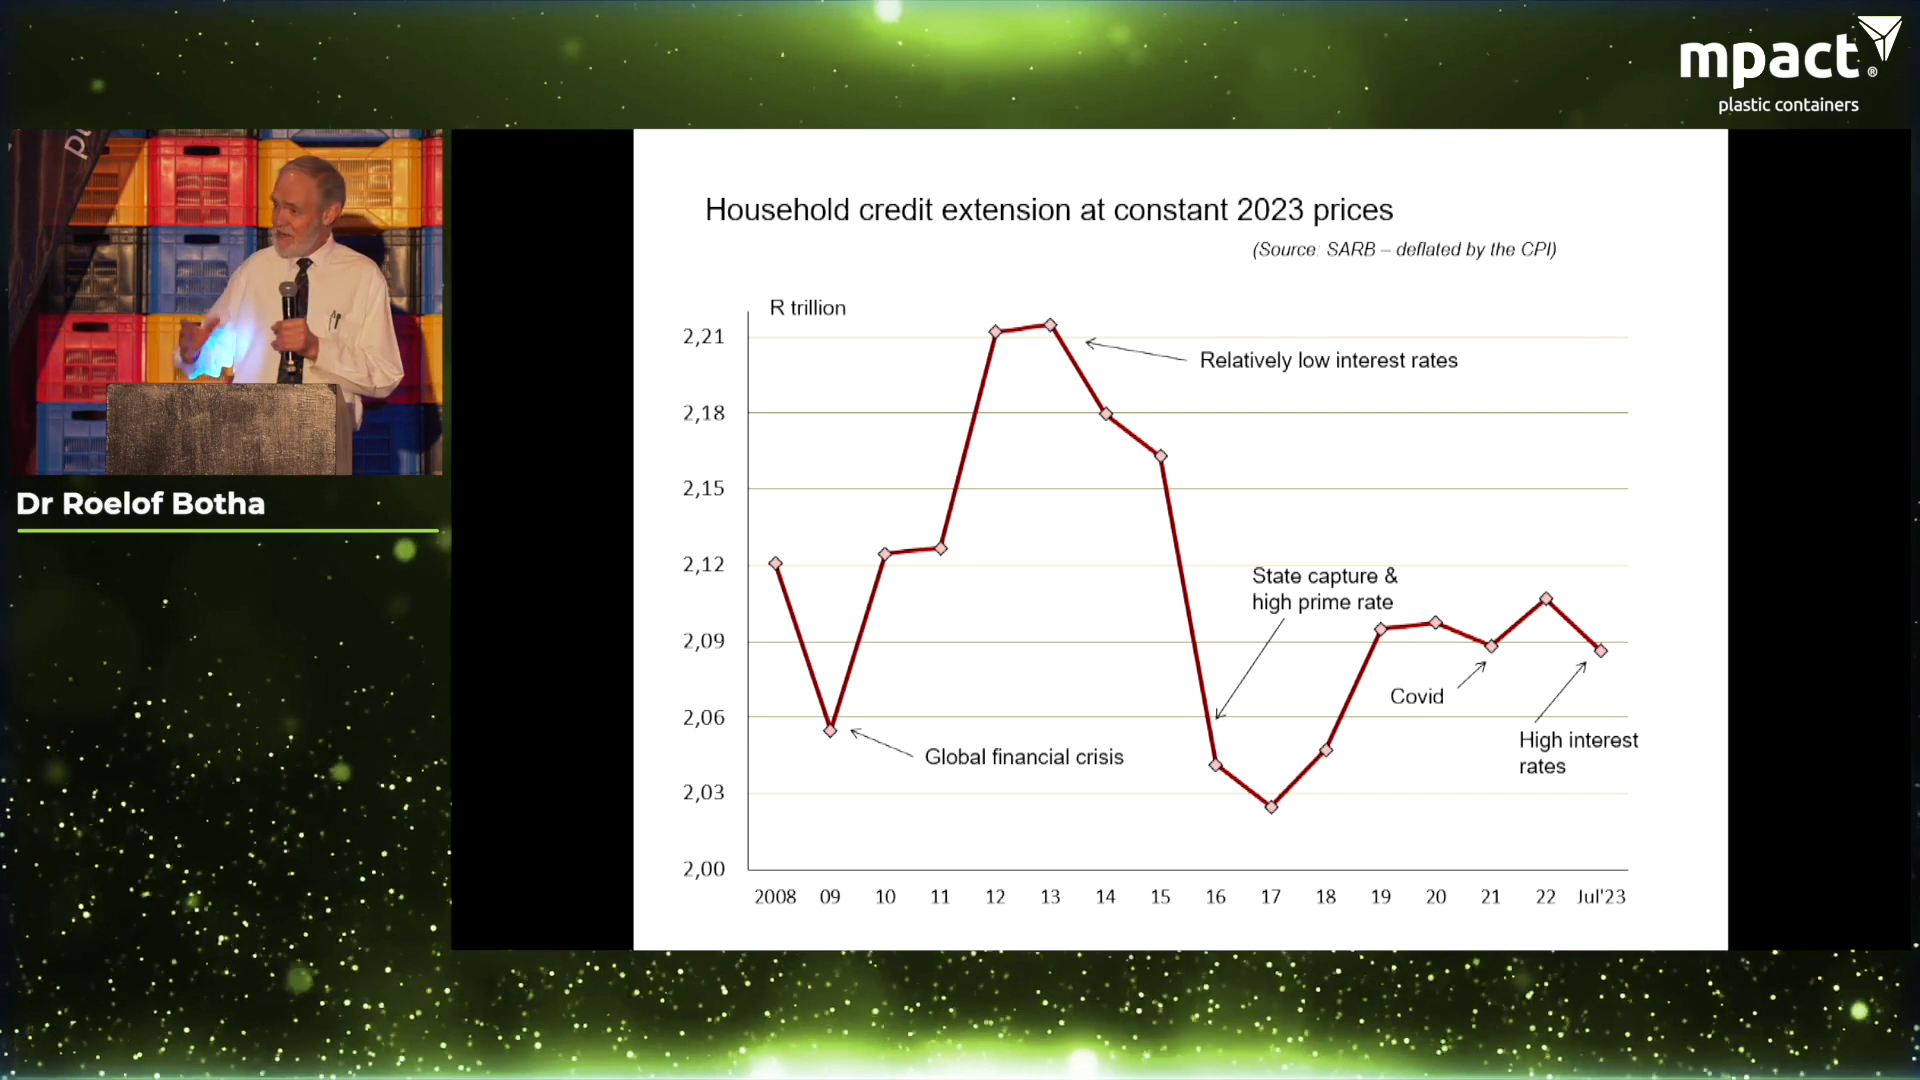 mpact®
plastic containers
Dr Roelof Botha
Household credit extension at constant 2023 prices
(Source: SARB – deflated by the CPI)
R trillion
2,21
2,18
2,15
2,12
2,09
2,06
2,03
2,00
Relatively low interest rates
State capture &
high prime rate
Global financial crisis
Covid
High interest
rates
2008 09 10 11 12 13 14 15 16 17 18 19 20 21 22 Jul'23